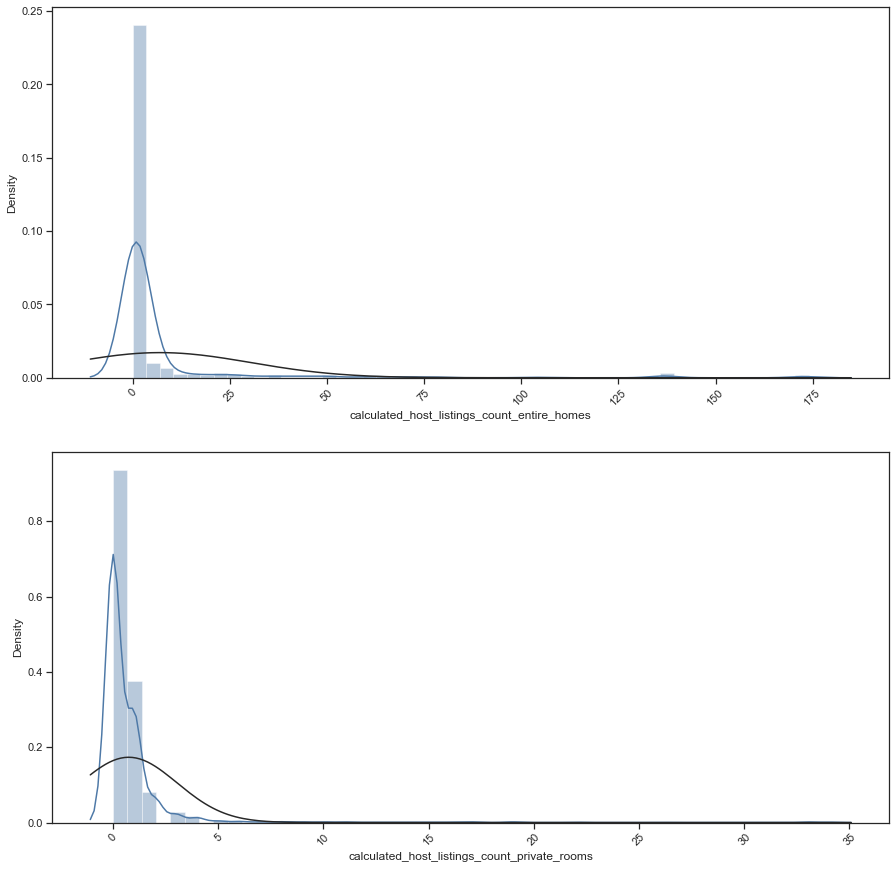 0.25
0.20
0.15
0.10
0.05
0.00
Density
0 25 50 75 100 125 150 175
calculated_host_listings_count_entire_homes
0.8
0.6
0.4
0.2
0.0
Density
0 5 10 15 20 25 30 35
calculated_host_listings_count_private_rooms